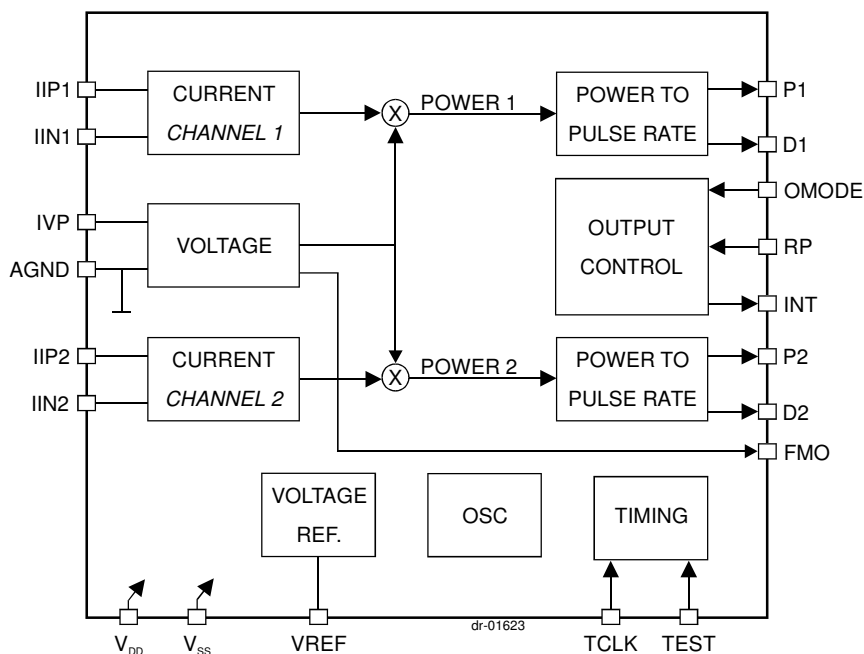 IIP1
IIN1
CURRENT
CHANNEL 1
X
POWER 1
POWER TO
PULSE RATE
P1
D1
IVP
AGND
VOLTAGE
OUTPUT
CONTROL
OMODE
RP
INT
IIP2
IIN2
CURRENT
CHANNEL 2
X
POWER 2
POWER TO
PULSE RATE
P2
D2
FMO
VOLTAGE
REF.
OSC
TIMING
dr-01623
VDD
VSS
VREF
TCLK
TEST